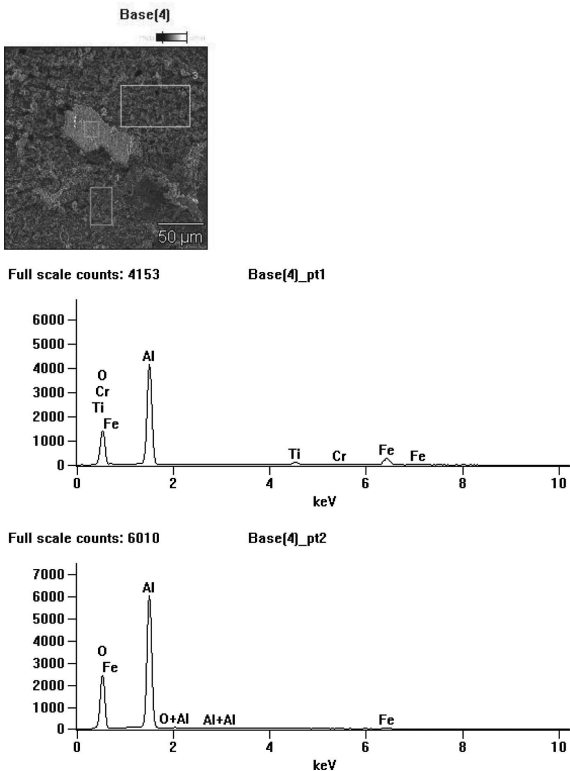 Base(4)
3
50 µm
Full scale counts: 4153 Base(4)_pt1
6000
5000
4000
3000
2000
1000
0
O
Cr
Ti
Fe
Al
Ti
Cr
Fe
Fe
0 2 4 6 8 10
keV
Full scale counts: 6010 Base(4)_pt2
7000
6000
5000
4000
3000
2000
1000
0
O
Fe
Al
O+Al
Al+Al
Fe
0 2 4 6 8 10
keV